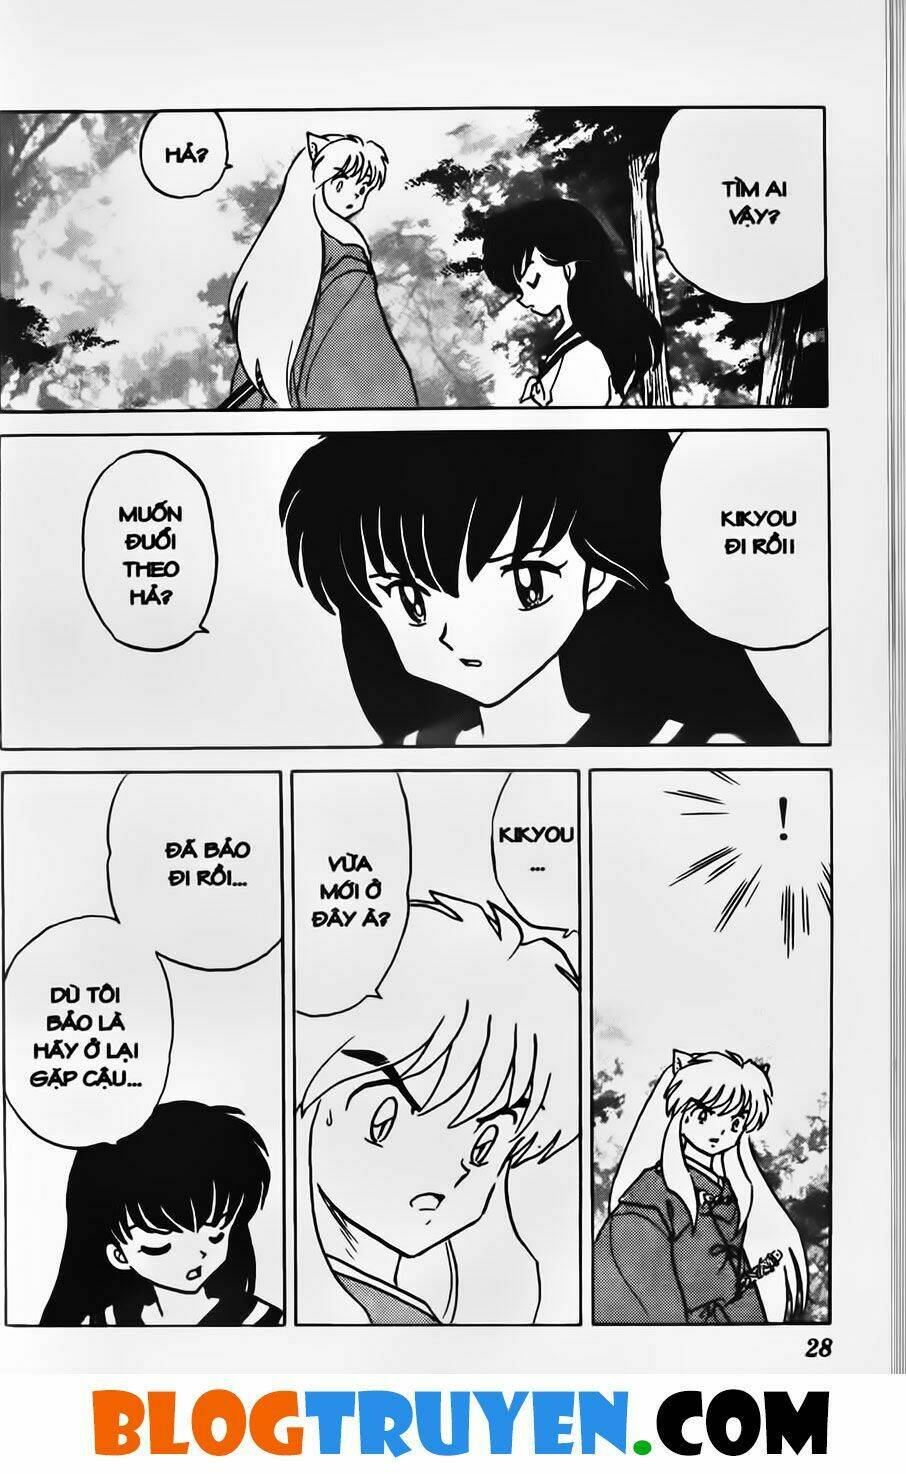 TÌM AI
VẬY?
HẢ?
KIKYOU
ĐI RỒI!
MUỐN
ĐUỔI
THEO
HẢ?
!
KIKYOU
...
VỪA
MỚI Ở
ĐÂY À?
ĐÃ BẢO
ĐI RỒI...
DÙ TÔI
BẢO LÀ
HÃY Ở LẠI
GẶP CẬU...
28
BLOGTRUYEN.COM